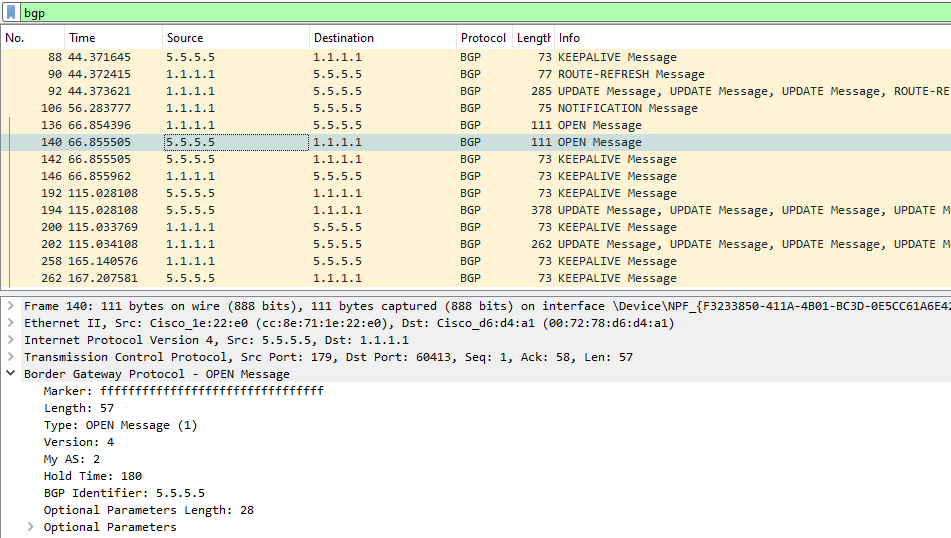 bgp
No. Time Source Destination Protocol Length Info
88 44.371645 5.5.5.5 1.1.1.1 BGP 73 KEEPALIVE Message
90 44.372415 1.1.1.1 5.5.5.5 BGP 77 ROUTE-REFRESH Message
92 44.373621 1.1.1.1 5.5.5.5 BGP 285 UPDATE Message, UPDATE Message, UPDATE Message, ROUTE-RE
106 56.283777 1.1.1.1 5.5.5.5 BGP 75 NOTIFICATION Message
136 66.854396 1.1.1.1 5.5.5.5 BGP 111 OPEN Message
140 66.855505 5.5.5.5 1.1.1.1 BGP 111 OPEN Message
142 66.855505 5.5.5.5 1.1.1.1 BGP 73 KEEPALIVE Message
146 66.855962 1.1.1.1 5.5.5.5 BGP 73 KEEPALIVE Message
192 115.028108 5.5.5.5 1.1.1.1 BGP 73 KEEPALIVE Message
194 115.028108 5.5.5.5 1.1.1.1 BGP 378 UPDATE Message, UPDATE Message, UPDATE Message, UPDATE M
200 115.033769 1.1.1.1 5.5.5.5 BGP 73 KEEPALIVE Message
202 115.034108 1.1.1.1 5.5.5.5 BGP 262 UPDATE Message, UPDATE Message, UPDATE Message, UPDATE M
258 165.140576 1.1.1.1 5.5.5.5 BGP 73 KEEPALIVE Message
262 167.207581 5.5.5.5 1.1.1.1 BGP 73 KEEPALIVE Message
Frame 140: 111 bytes on wire (888 bits), 111 bytes captured (888 bits) on interface \Device\NPF_{F3233850-411A-4B01-BC3D-0E5CC61A6E42
Ethernet II, Src: Cisco_1e:22:e0 (cc:8e:71:1e:22:e0), Dst: Cisco_d6:d4:a1 (00:72:78:d6:d4:a1)
Internet Protocol Version 4, Src: 5.5.5.5, Dst: 1.1.1.1
Transmission Control Protocol, Src Port: 179, Dst Port: 60413, Seq: 1, Ack: 58, Len: 57
Border Gateway Protocol - OPEN Message
Marker: ffffffffffffffffffffffffffffffff
Length: 57
Type: OPEN Message (1)
Version: 4
My AS: 2
Hold Time: 180
BGP Identifier: 5.5.5.5
Optional Parameters Length: 28
Optional Parameters